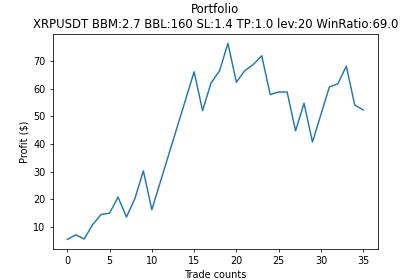 Portfolio
XRPUSDT BBM:2.7 BBL:160 SL:1.4 TP:1.0 lev:20 WinRatio:69.0
Profit ($)
70
60
50
40
30
20
10
0 5 10 15 20 25 30 35
Trade counts